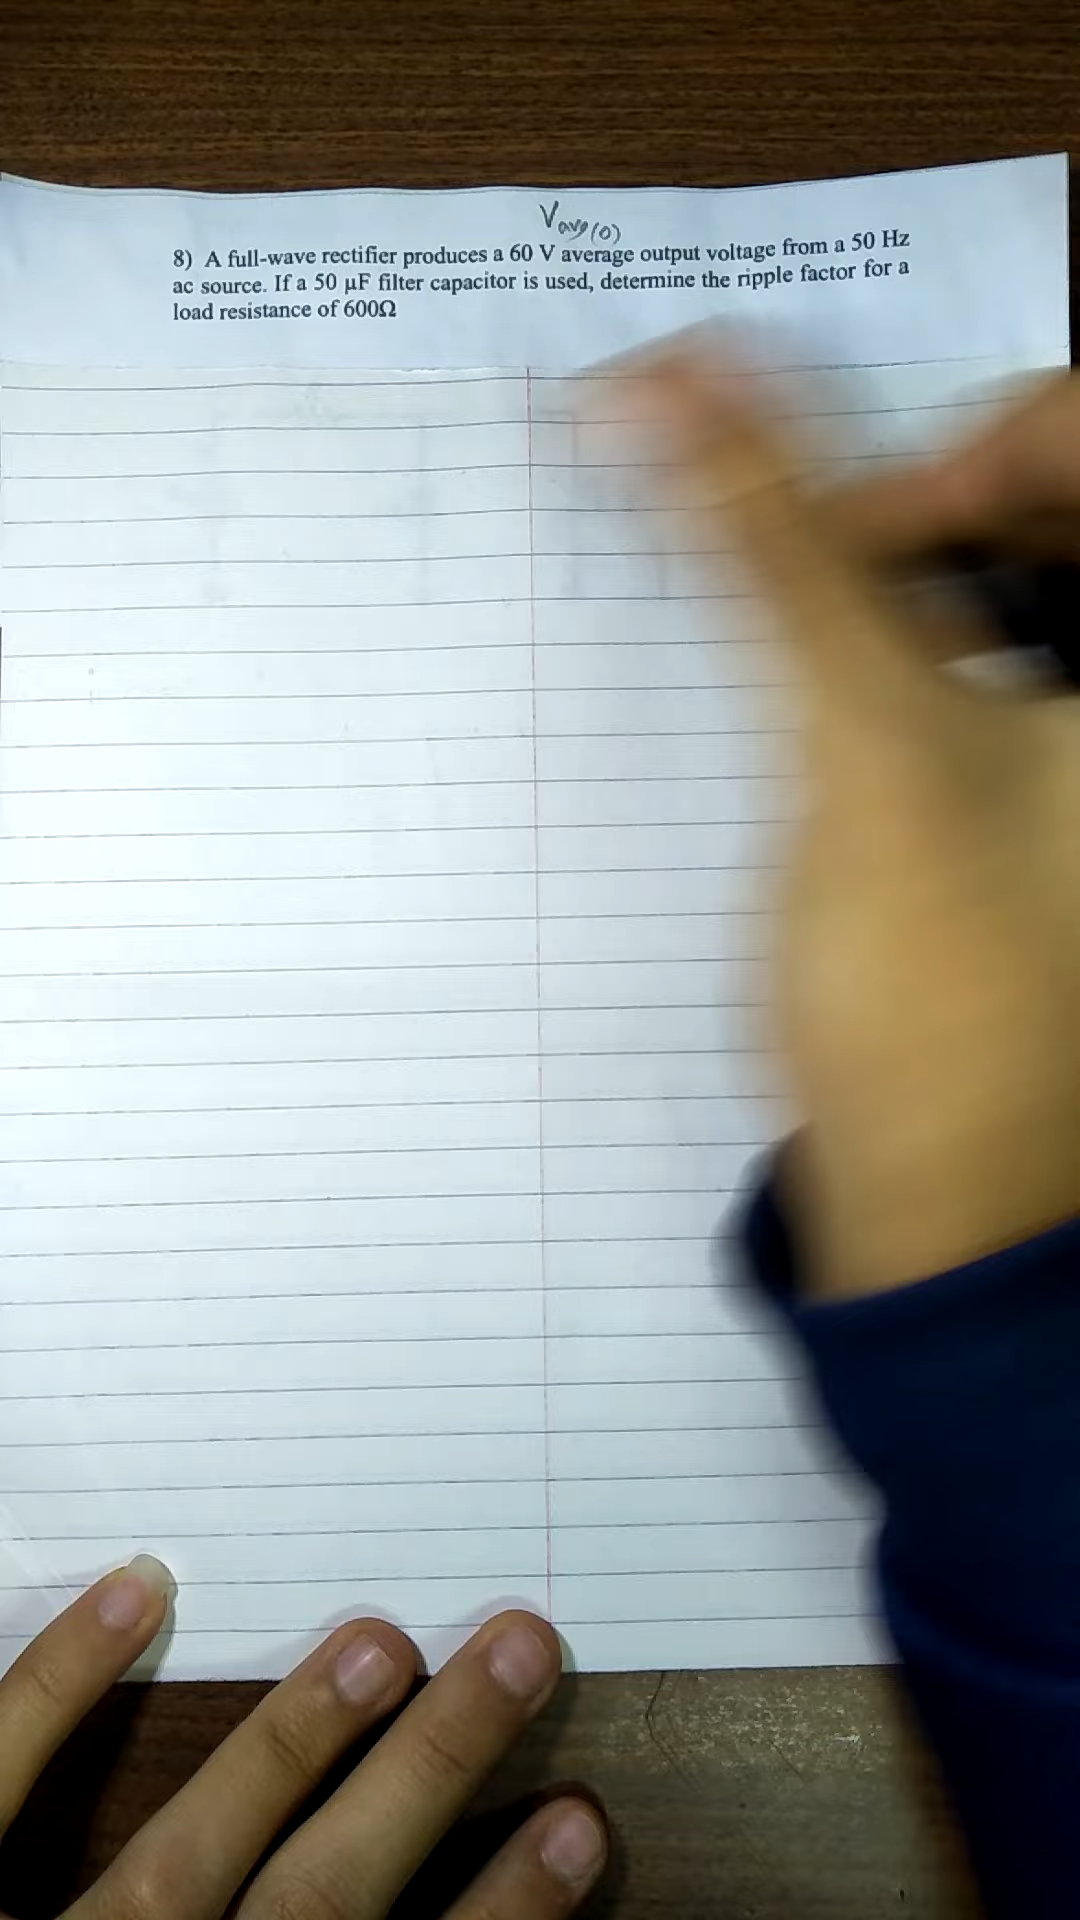 Vavg(0)
8) A full-wave rectifier produces a 60 V average output voltage from a 50 Hz
ac source. If a 50 μF filter capacitor is used, determine the ripple factor for a
load resistance of 600Ω